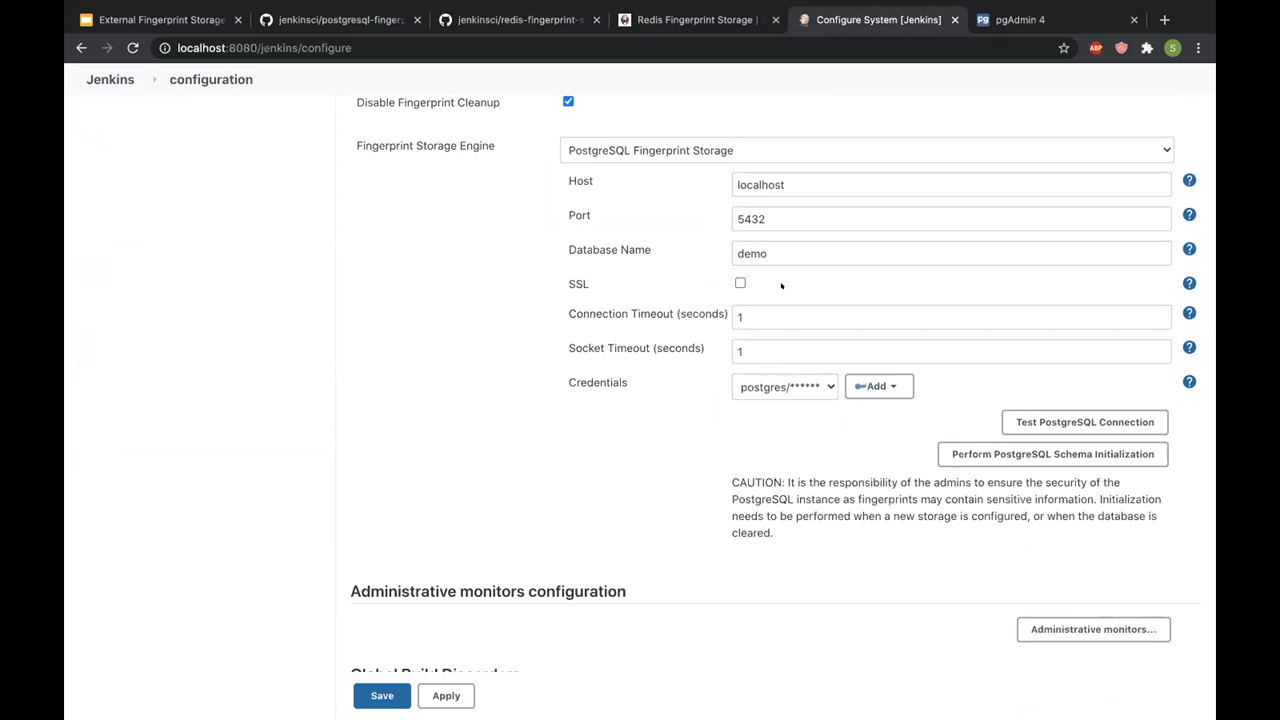 External Fingerprint Storage
jenkinsci/postgresql-fingerp
jenkinsci/redis-fingerprint-s
Redis Fingerprint Storage |
Configure System [Jenkins]
pgAdmin 4
localhost:8080/jenkins/configure
ABP
S
Jenkins
configuration
Disable Fingerprint Cleanup
Fingerprint Storage Engine
PostgreSQL Fingerprint Storage
Host
localhost
Port
5432
Database Name
demo
SSL
Connection Timeout (seconds)
1
Socket Timeout (seconds)
1
Credentials
postgres/******
Add
Test PostgreSQL Connection
Perform PostgreSQL Schema Initialization
CAUTION: It is the responsibility of the admins to ensure the security of the
PostgreSQL instance as fingerprints may contain sensitive information. Initialization
needs to be performed when a new storage is configured, or when the database is
cleared.
Administrative monitors configuration
Administrative monitors...
Global Build Discarders
Save
Apply